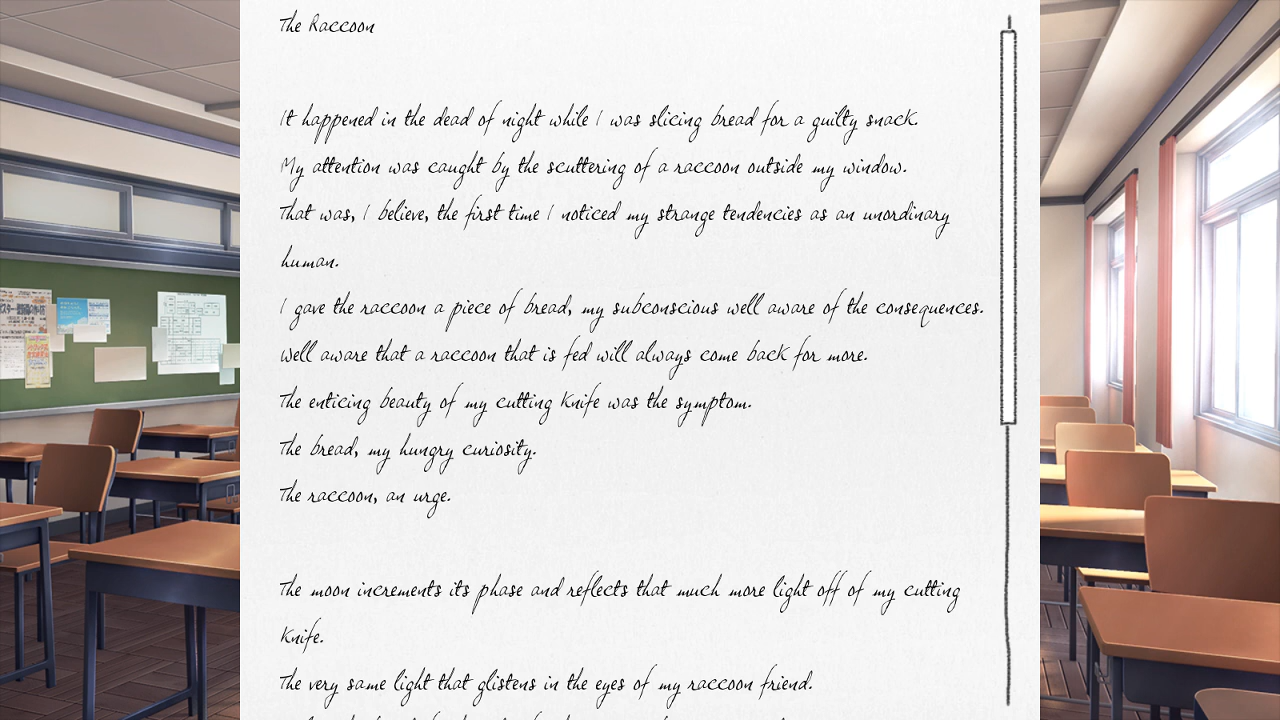 The Raccoon
It happened in the dead of night while I was slicing bread for a guilty snack.
My attention was caught by the scuttering of a raccoon outside my window.
That was, I believe, the first time I noticed my strange tendencies as an unordinary
human.
I gave the raccoon a piece of bread, my subconscious well aware of the consequences.
Well aware that a raccoon that is fed will always come back for more.
The enticing beauty of my cutting knife was the symptom.
The bread, my hungry curiosity.
The raccoon, an urge.
The moon increments its phase and reflects that much more light off of my cutting
knife.
The very same light that glistens in the eyes of my raccoon friend.